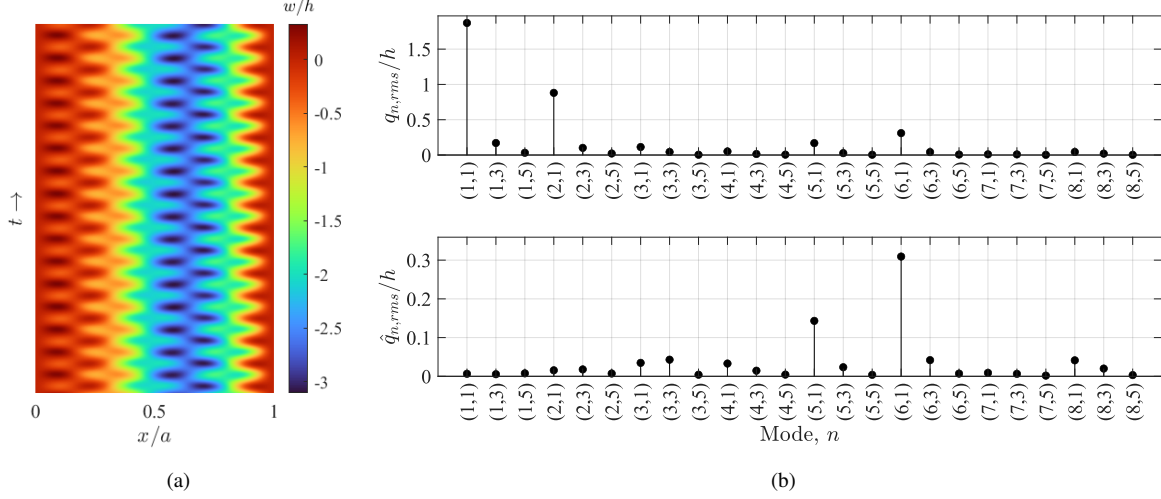 w/h
0
-0.5
-1
-1.5
-2
-2.5
-3
t →
0 0.5 1
x/a
(a)
q_{n,rms}/h
1.5
1
0.5
0
(1,1) (1,3) (1,5) (2,1) (2,3) (2,5) (3,1) (3,3) (3,5) (4,1) (4,3) (4,5) (5,1) (5,3) (5,5) (6,1) (6,3) (6,5) (7,1) (7,3) (7,5) (8,1) (8,3) (8,5)
q̂_{n,rms}/h
0.3
0.2
0.1
0
(1,1) (1,3) (1,5) (2,1) (2,3) (2,5) (3,1) (3,3) (3,5) (4,1) (4,3) (4,5) (5,1) (5,3) (5,5) (6,1) (6,3) (6,5) (7,1) (7,3) (7,5) (8,1) (8,3) (8,5)
Mode, n
(b)